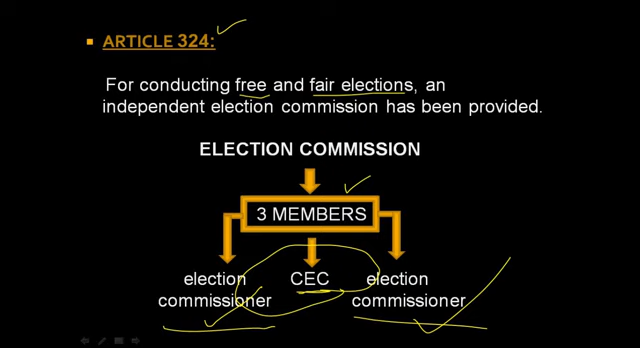 ARTICLE 324:
For conducting free and fair elections, an
independent election commission has been provided.
ELECTION COMMISSION
3 MEMBERS
election CEC election
commissioner commissioner